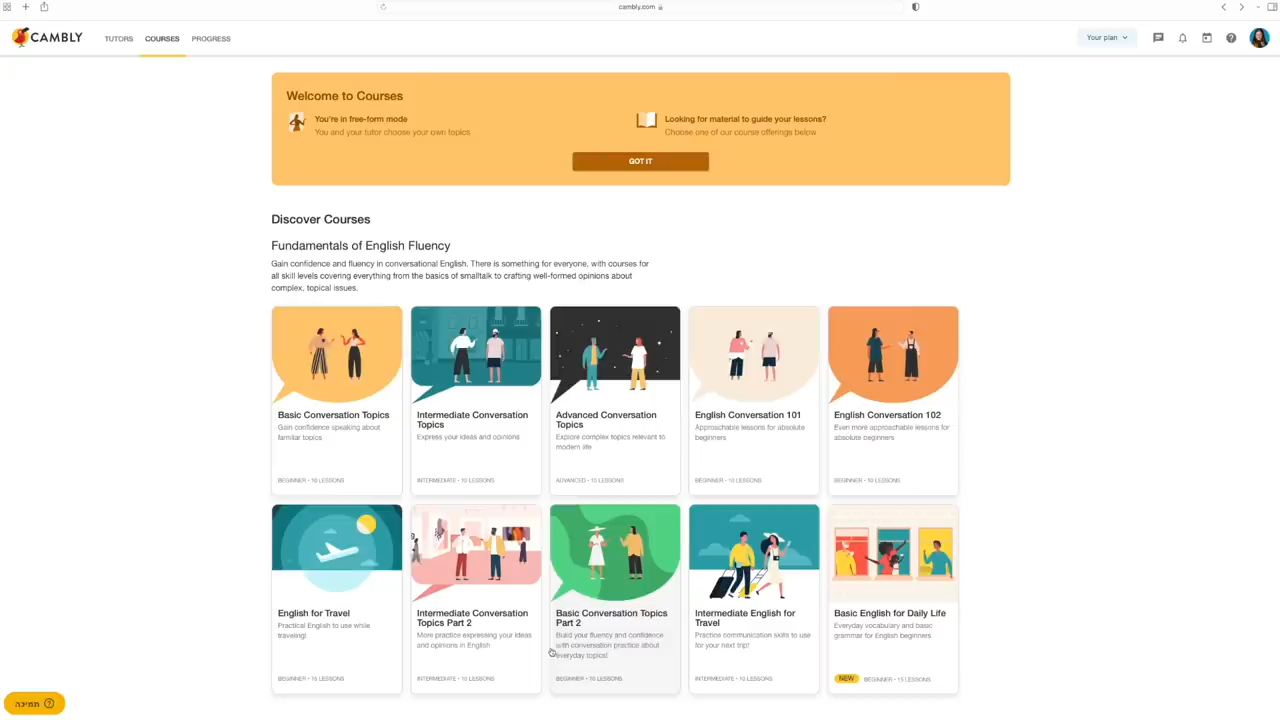 cambly.com
CAMBLY
TUTORS
COURSES
PROGRESS
Your plan
Welcome to Courses
You're in free-form mode
You and your tutor choose your own topics
Looking for material to guide your lessons?
Choose one of our course offerings below
GOT IT
Discover Courses
Fundamentals of English Fluency
Gain confidence and fluency in conversational English. There is something for everyone, with courses for
all skill levels covering everything from the basics of smalltalk to crafting well-formed opinions about
complex, topical issues.
Basic Conversation Topics
Gain confidence speaking about
familiar topics
BEGINNER • 10 LESSONS
Intermediate Conversation
Topics
Express your ideas and opinions
INTERMEDIATE • 10 LESSONS
Advanced Conversation
Topics
Explore complex topics relevant to
modern life
ADVANCED • 15 LESSONS
English Conversation 101
Approachable lessons for absolute
beginners
BEGINNER • 10 LESSONS
English Conversation 102
Even more approachable lessons for
absolute beginners
BEGINNER • 10 LESSONS
English for Travel
Practical English to use while
traveling!
BEGINNER • 15 LESSONS
Intermediate Conversation
Topics Part 2
More practice expressing your ideas
and opinions in English
INTERMEDIATE • 10 LESSONS
Basic Conversation Topics
Part 2
Build your fluency and confidence
with conversation practice about
everyday topics!
BEGINNER • 10 LESSONS
Intermediate English for
Travel
Practice communication skills to use
for your next trip!
INTERMEDIATE • 10 LESSONS
Basic English for Daily Life
Everyday vocabulary and basic
grammar for English beginners
NEW BEGINNER • 15 LESSONS
תמיכה